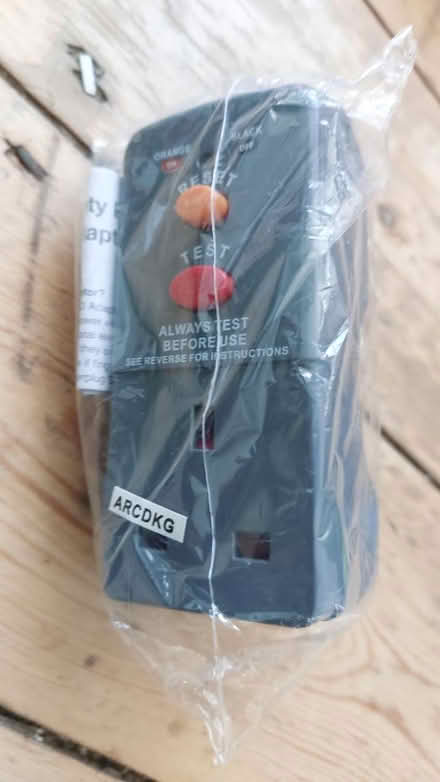 ORANGE BLACK
ON OFF
RESET
TEST
ALWAYS TEST
BEFORE USE
SEE REVERSE FOR INSTRUCTIONS
ARCDKG